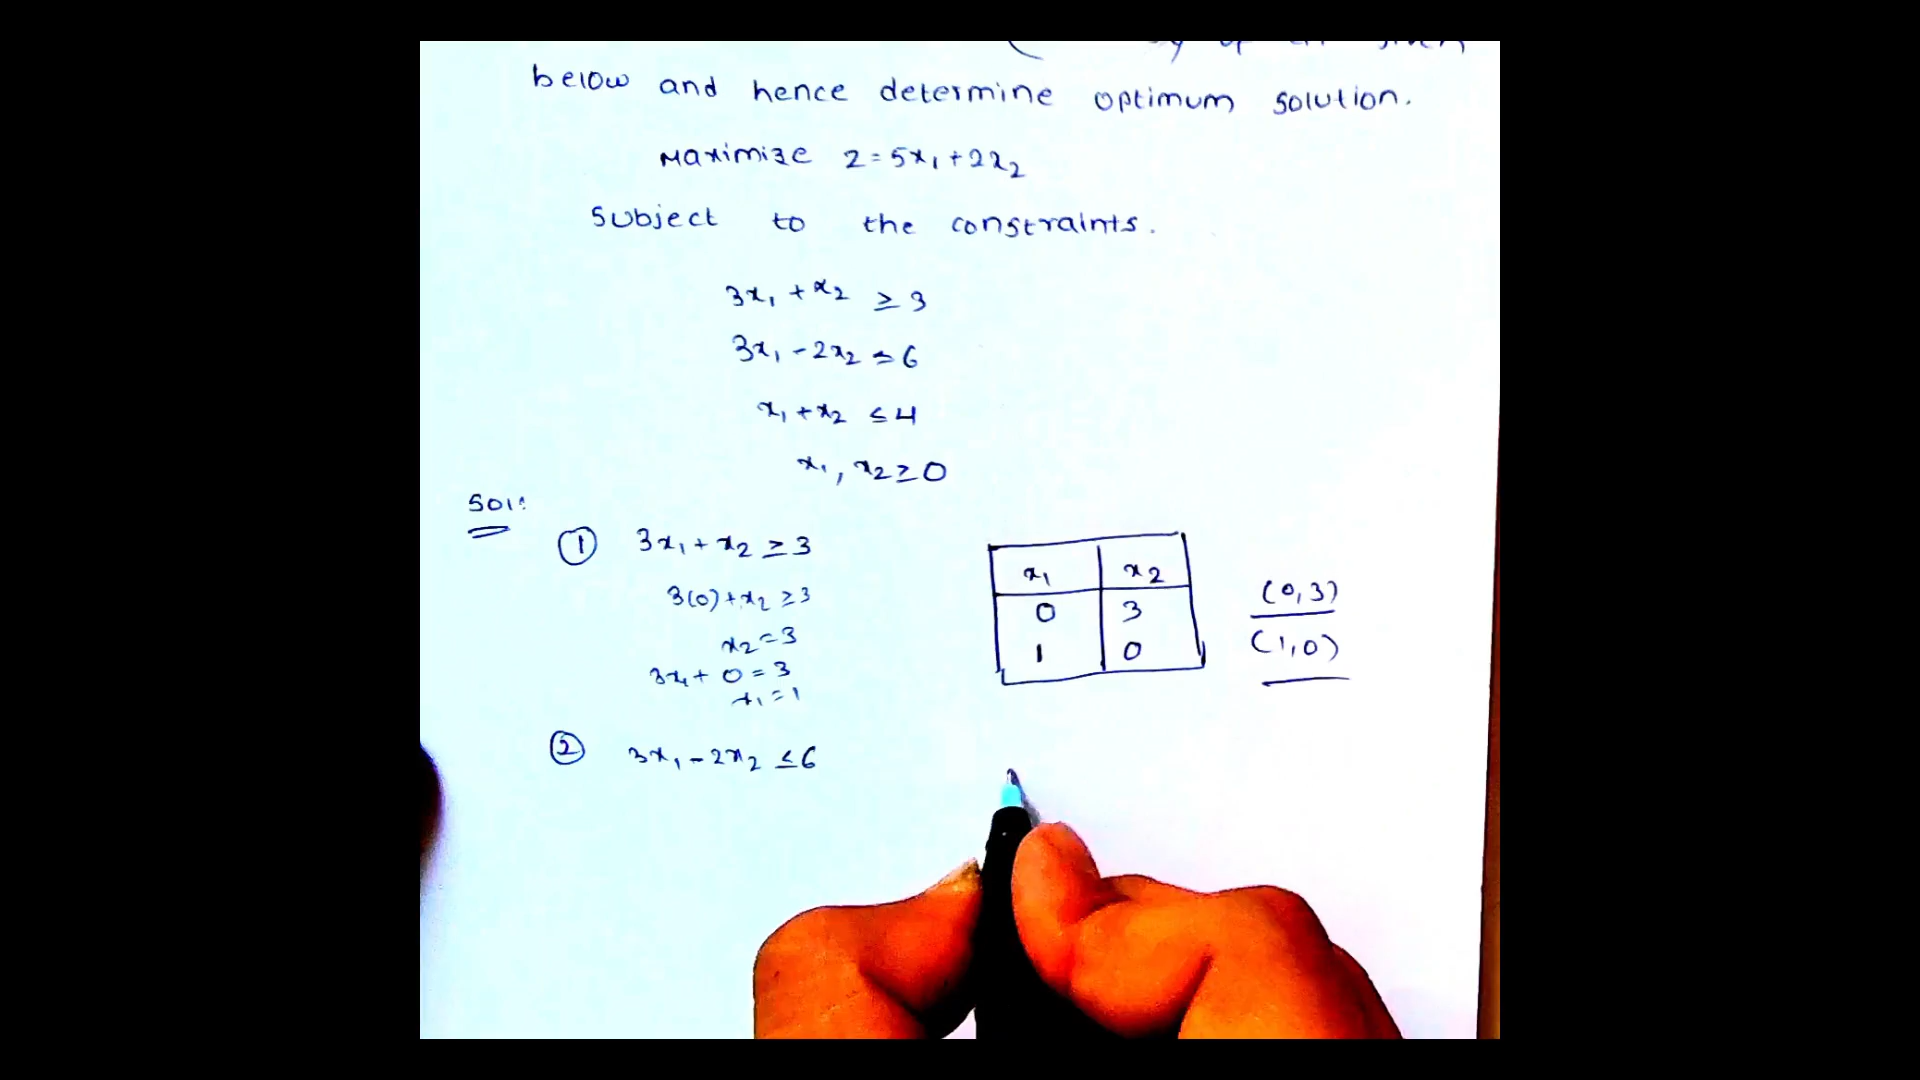 below and hence determine optimum solution.
Maximize Z=5x₁+2x₂
Subject to the constraints.
3x₁+x₂ ≥ 3
3x₁-2x₂ ≤ 6
x₁+x₂ ≤ 4
x₁, x₂ ≥ 0
Sol:
① 3x₁+x₂ ≥ 3
3(0)+x₂ ≥ 3
x₂=3
3x₁+0=3
x₁=1
x₁ x₂
0 3
1 0
(0,3)
(1,0)
② 3x₁-2x₂ ≤ 6